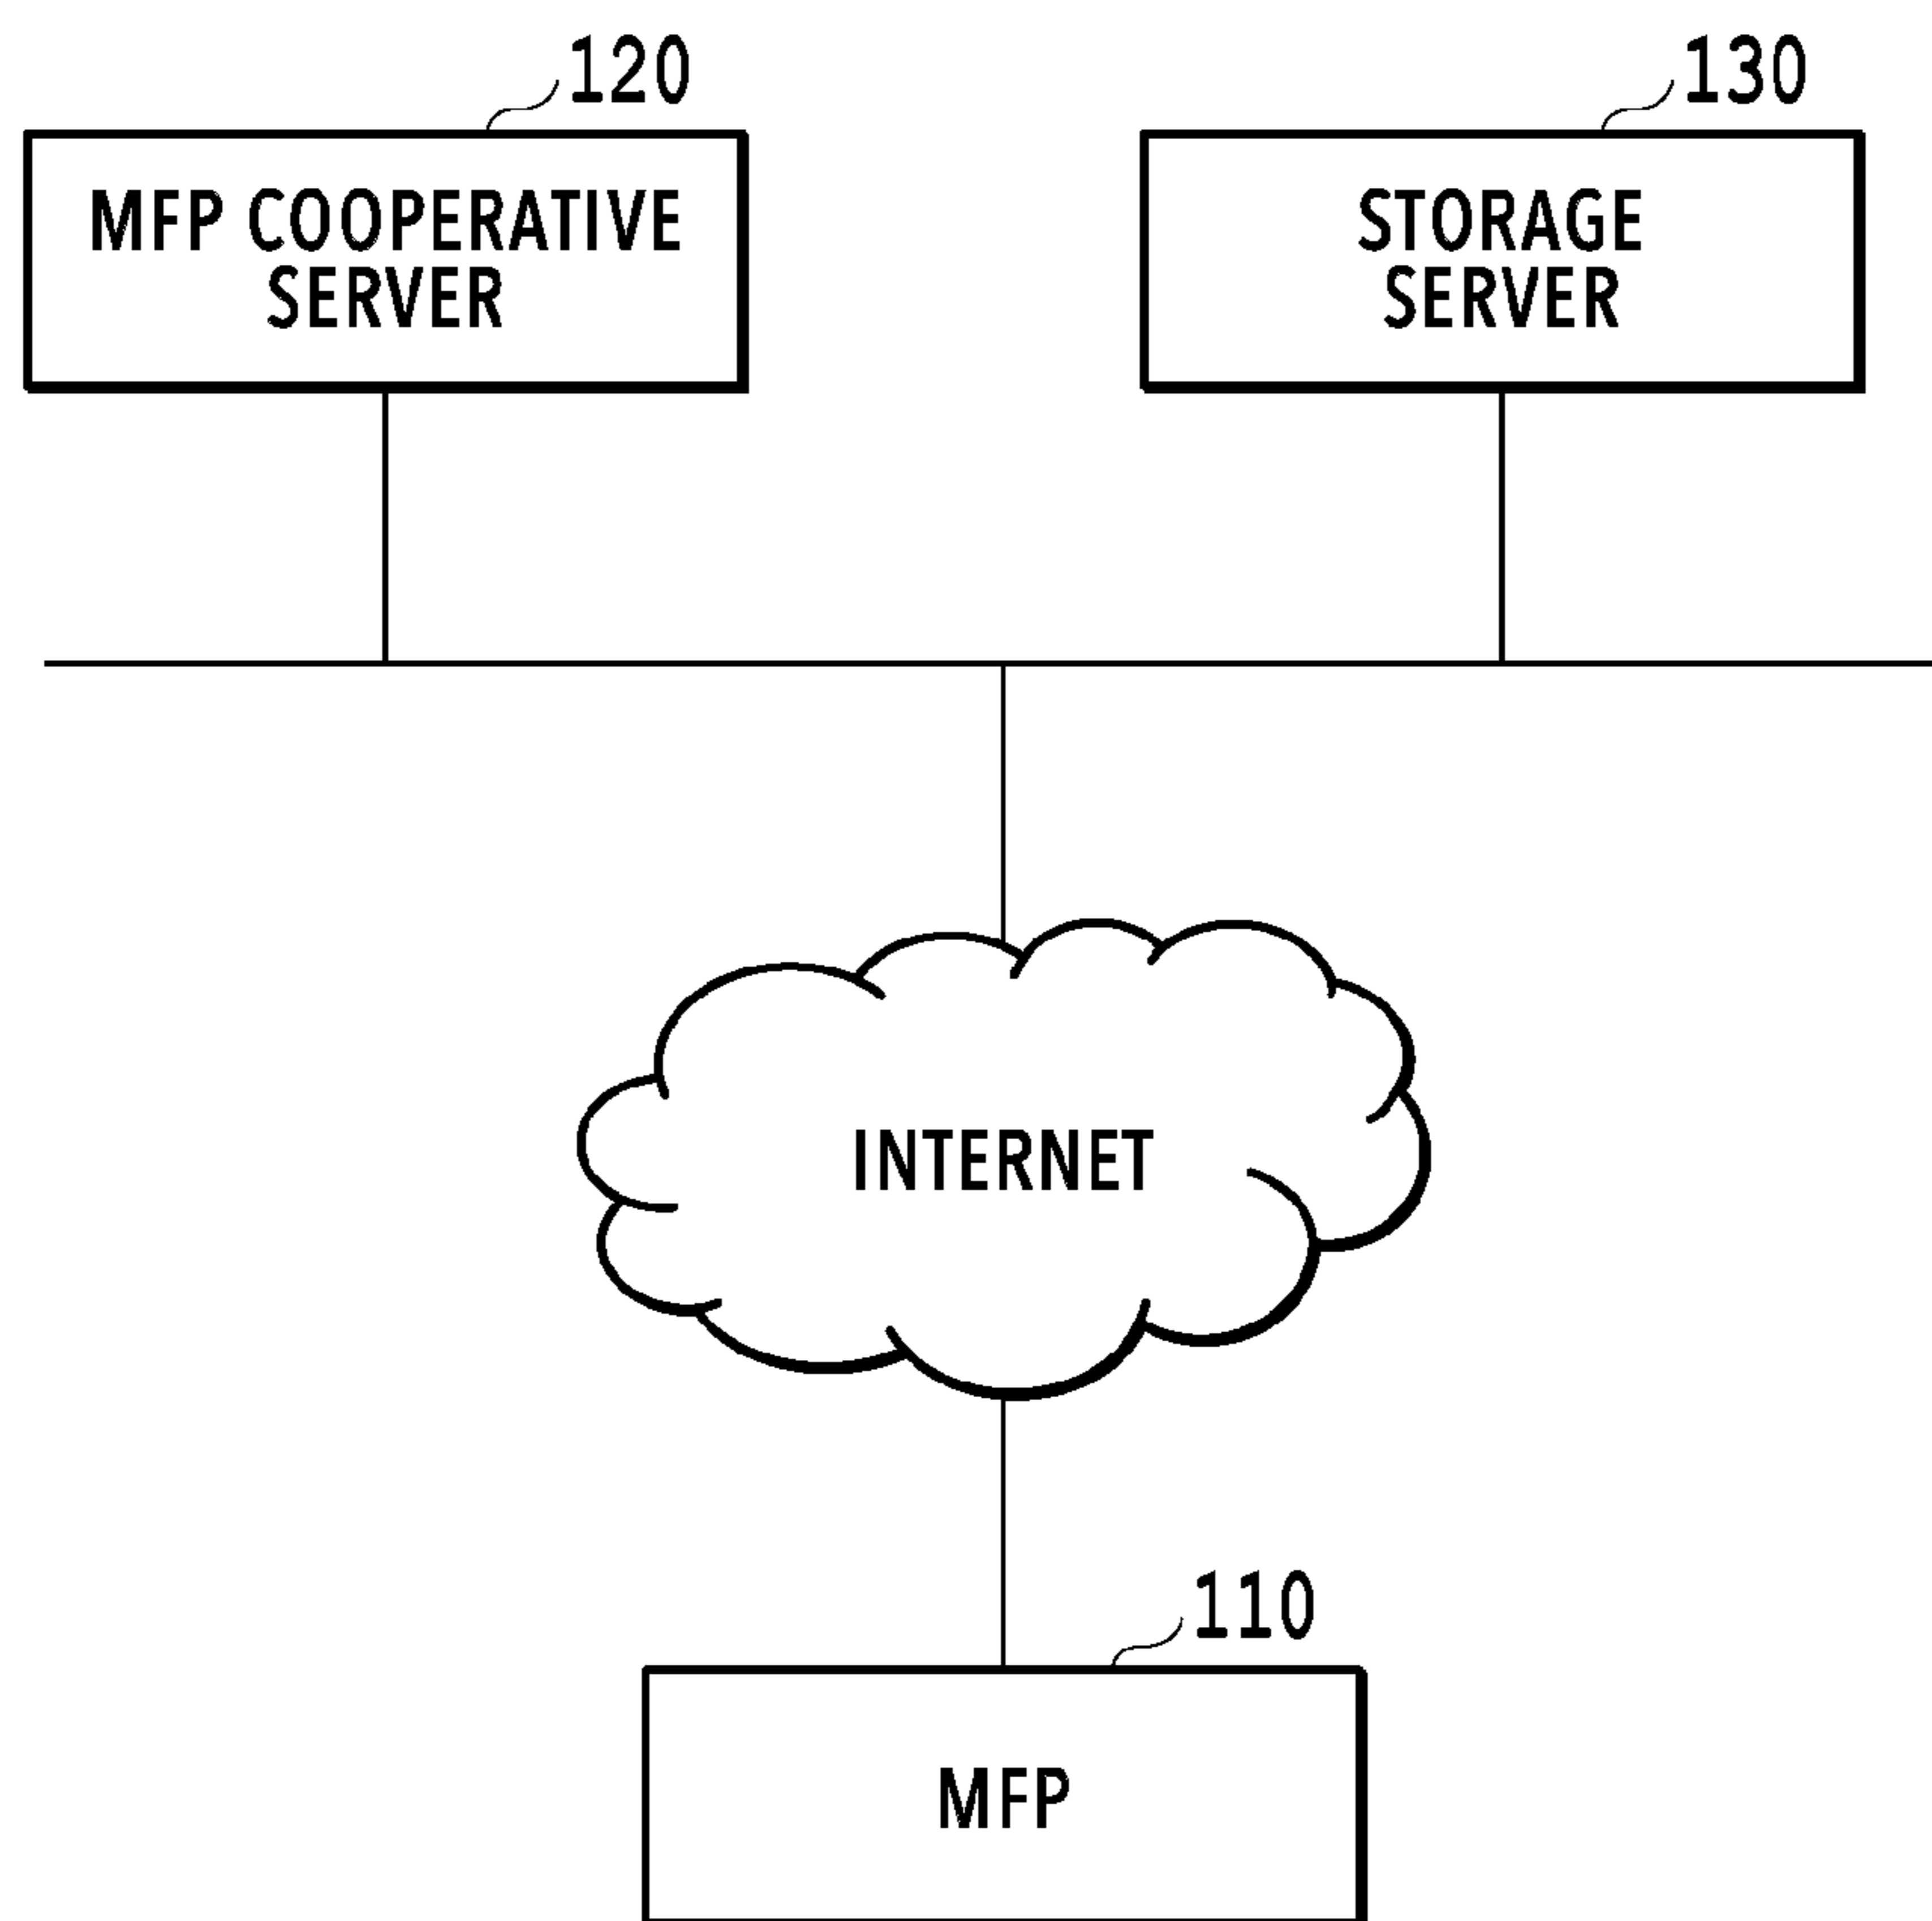 120
130
MFP COOPERATIVE
SERVER
STORAGE
SERVER
INTERNET
110
MFP